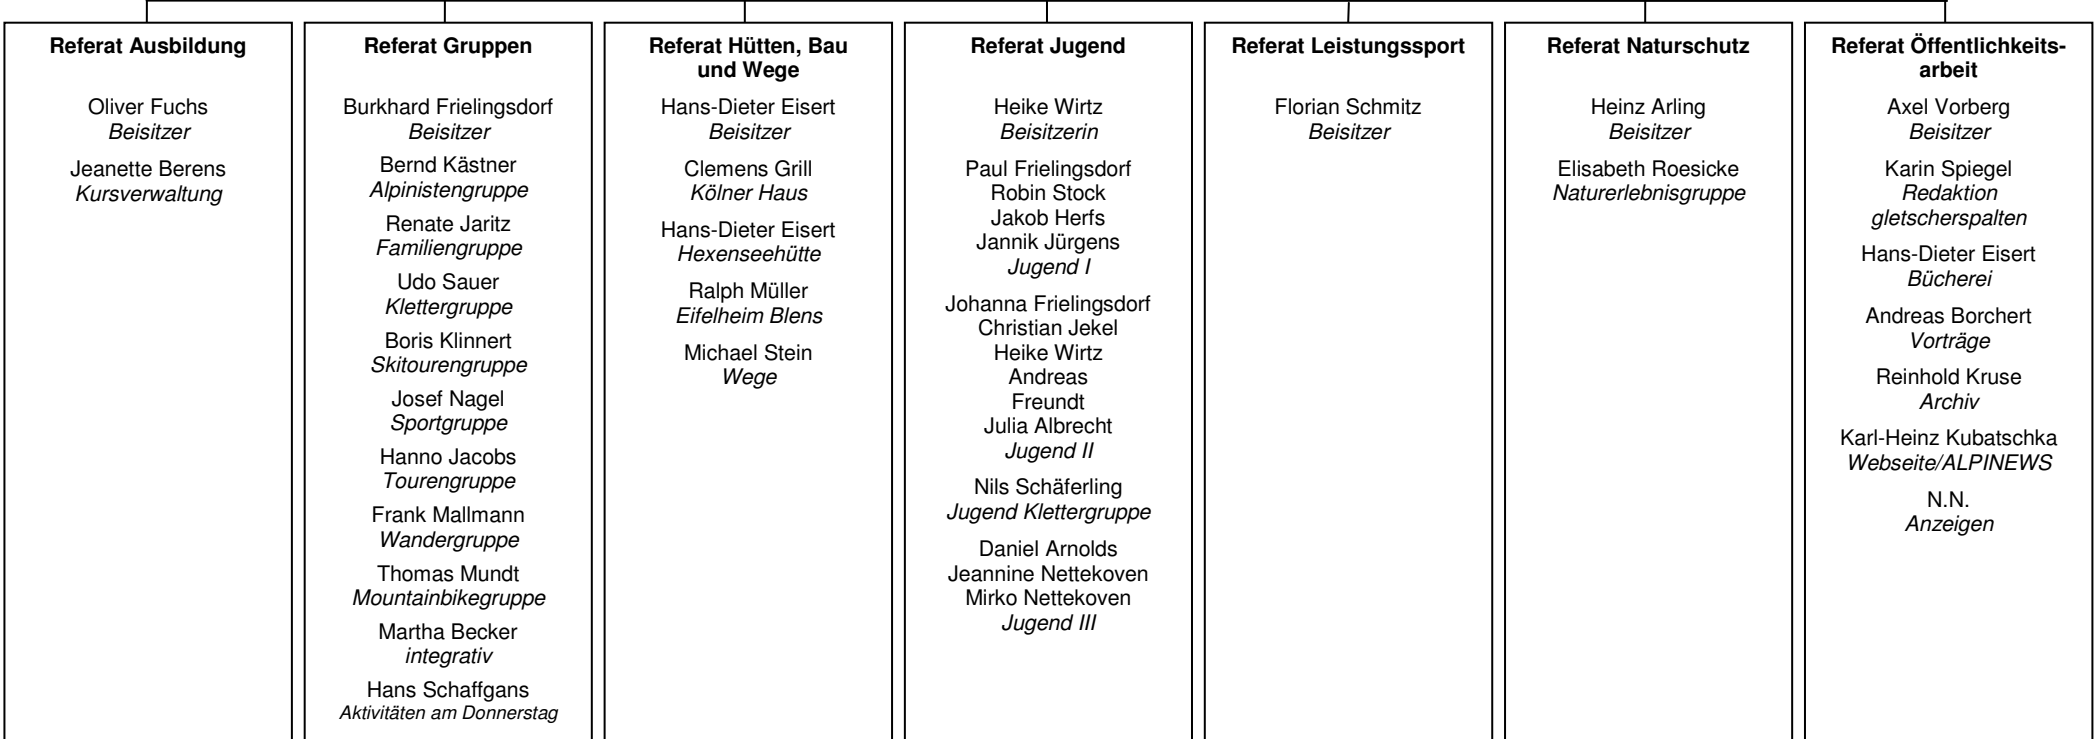 Referat Ausbildung
Oliver Fuchs
Beisitzer
Jeanette Berens
Kursverwaltung
Referat Gruppen
Burkhard Frielingsdorf
Beisitzer
Bernd Kästner
Alpinistengruppe
Renate Jaritz
Familiengruppe
Udo Sauer
Klettergruppe
Boris Klinnert
Skitourengruppe
Josef Nagel
Sportgruppe
Hanno Jacobs
Tourengruppe
Frank Mallmann
Wandergruppe
Thomas Mundt
Mountainbikegruppe
Martha Becker
integrativ
Hans Schaffgans
Aktivitäten am Donnerstag
Referat Hütten, Bau
und Wege
Hans-Dieter Eisert
Beisitzer
Clemens Grill
Kölner Haus
Hans-Dieter Eisert
Hexenseehütte
Ralph Müller
Eifelheim Blens
Michael Stein
Wege
Referat Jugend
Heike Wirtz
Beisitzerin
Paul Frielingsdorf
Robin Stock
Jakob Herfs
Jannik Jürgens
Jugend I
Johanna Frielingsdorf
Christian Jekel
Heike Wirtz
Andreas
Freundt
Julia Albrecht
Jugend II
Nils Schäferling
Jugend Klettergruppe
Daniel Arnolds
Jeannine Nettekoven
Mirko Nettekoven
Jugend III
Referat Leistungssport
Florian Schmitz
Beisitzer
Referat Naturschutz
Heinz Arling
Beisitzer
Elisabeth Roesicke
Naturerlebnisgruppe
Referat Öffentlichkeits-
arbeit
Axel Vorberg
Beisitzer
Karin Spiegel
Redaktion
gletscherspalten
Hans-Dieter Eisert
Bücherei
Andreas Borchert
Vorträge
Reinhold Kruse
Archiv
Karl-Heinz Kubatschka
Webseite/ALPINEWS
N.N.
Anzeigen